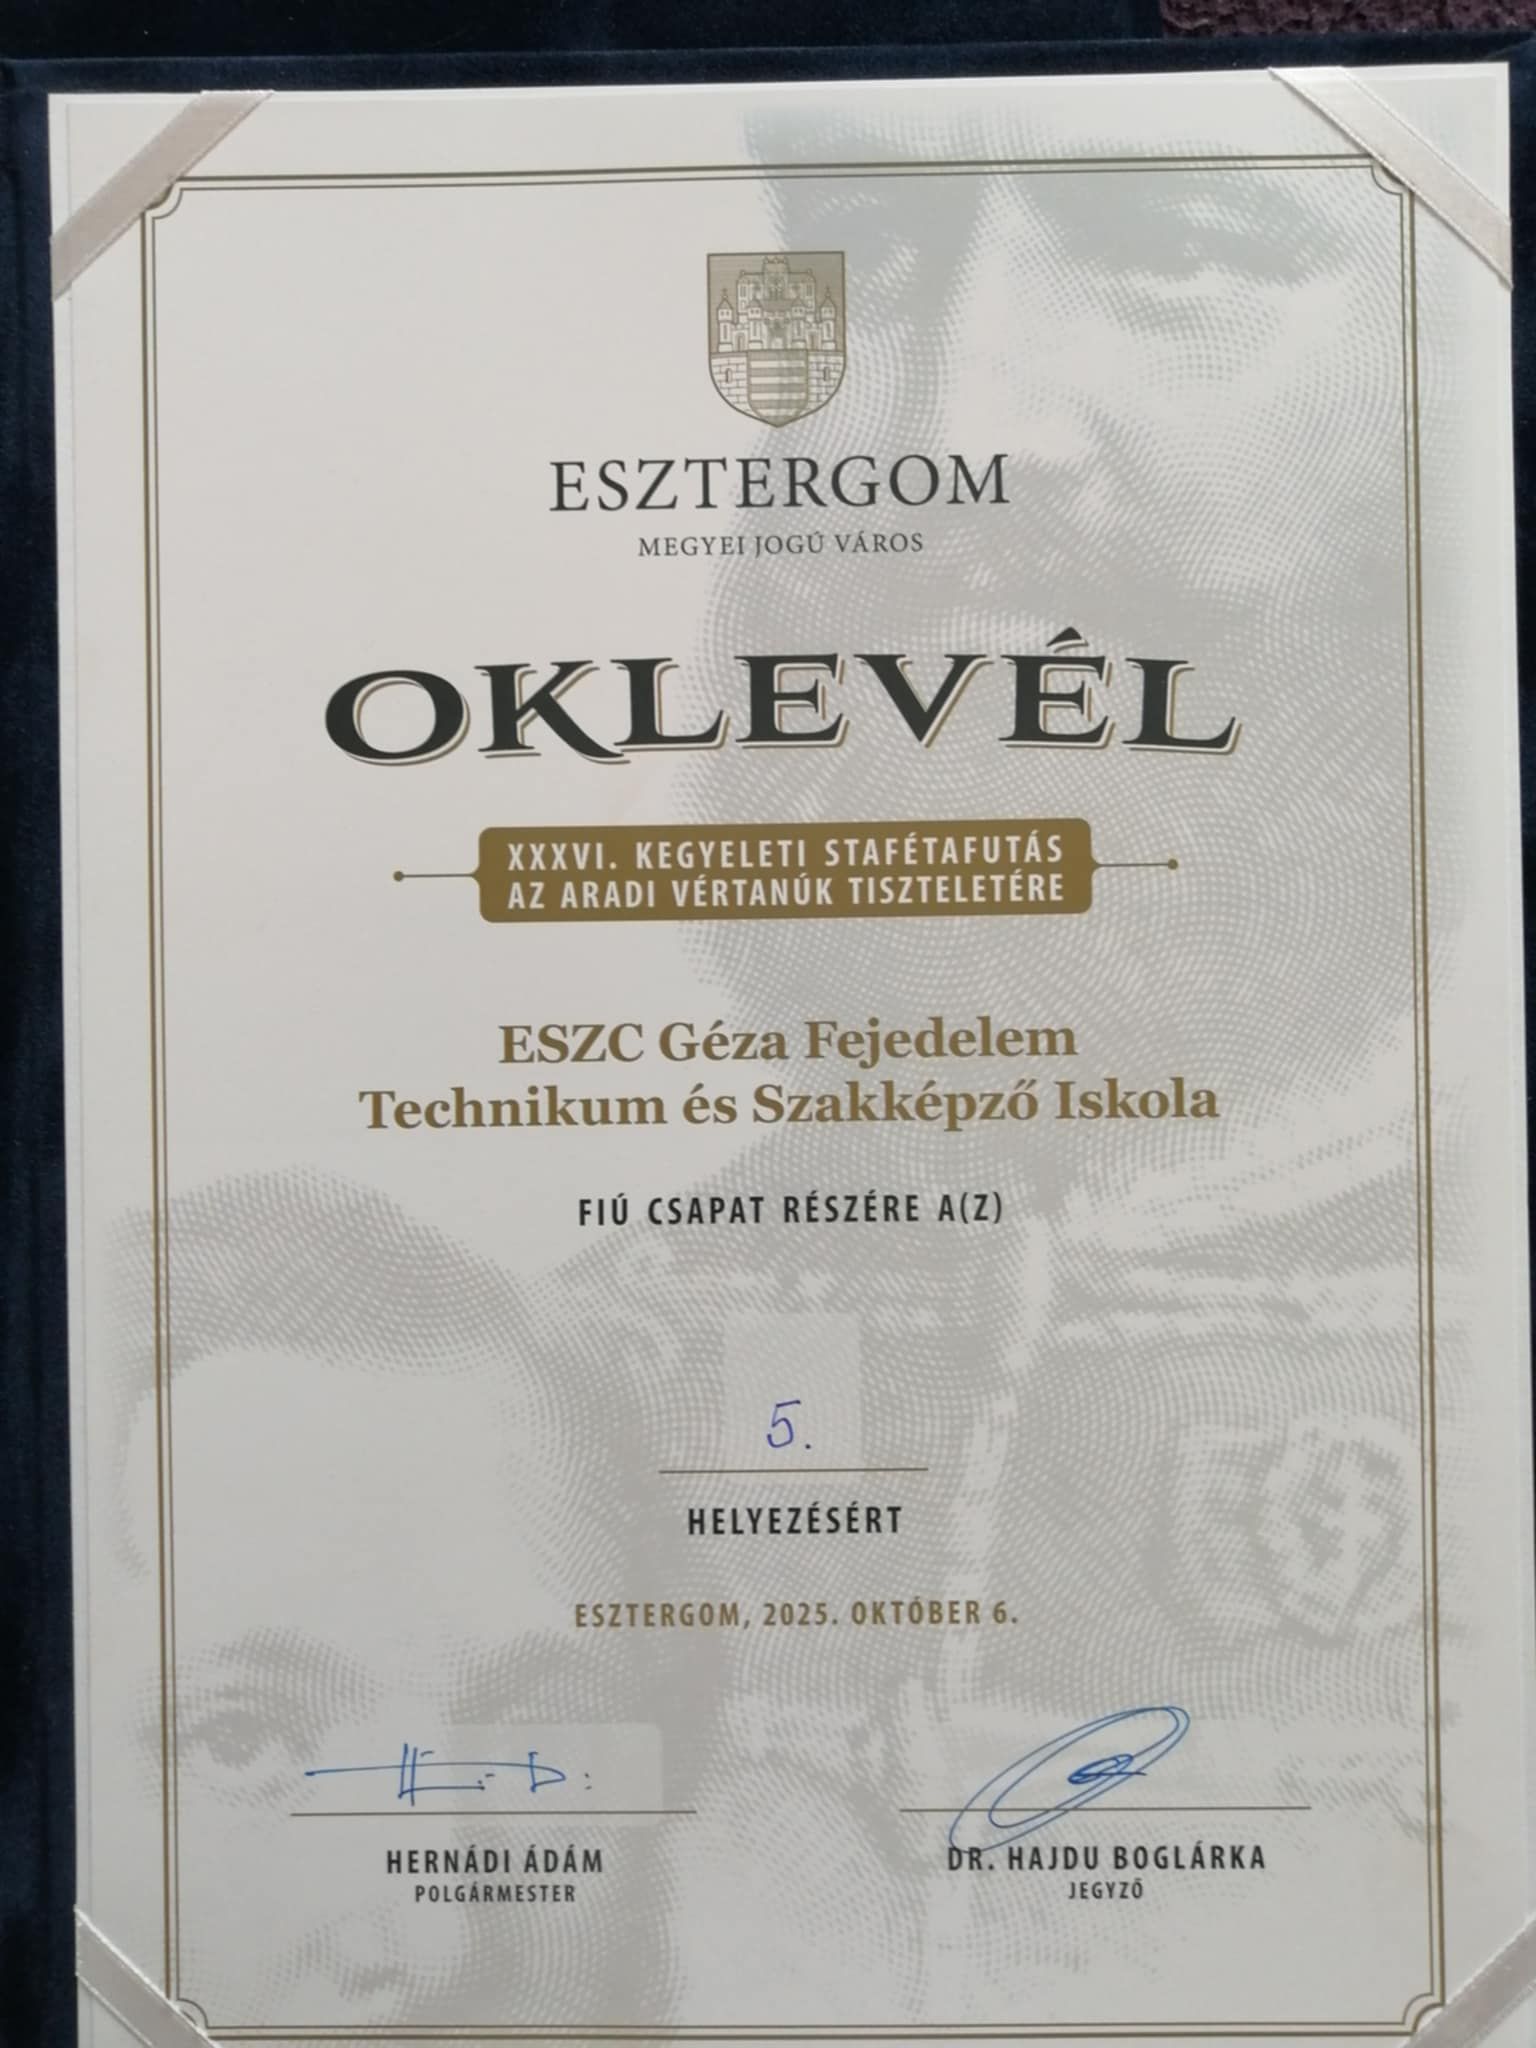 ESZTERGOM
MEGYEI JOGÚ VÁROS
OKLEVÉL
XXXVI. KEGYELETI STAFÉTAFUTÁS
AZ ARADI VÉRTANÚK TISZTELETÉRE
ESZC Géza Fejedelem
Technikum és Szakképző Iskola
FIÚ CSAPAT RÉSZÉRE A(Z)
5.
HELYEZÉSÉRT
ESZTERGOM, 2025. OKTÓBER 6.
HERNÁDI ÁDÁM
POLGÁRMESTER
DR. HAJDU BOGLÁRKA
JEGYZŐ